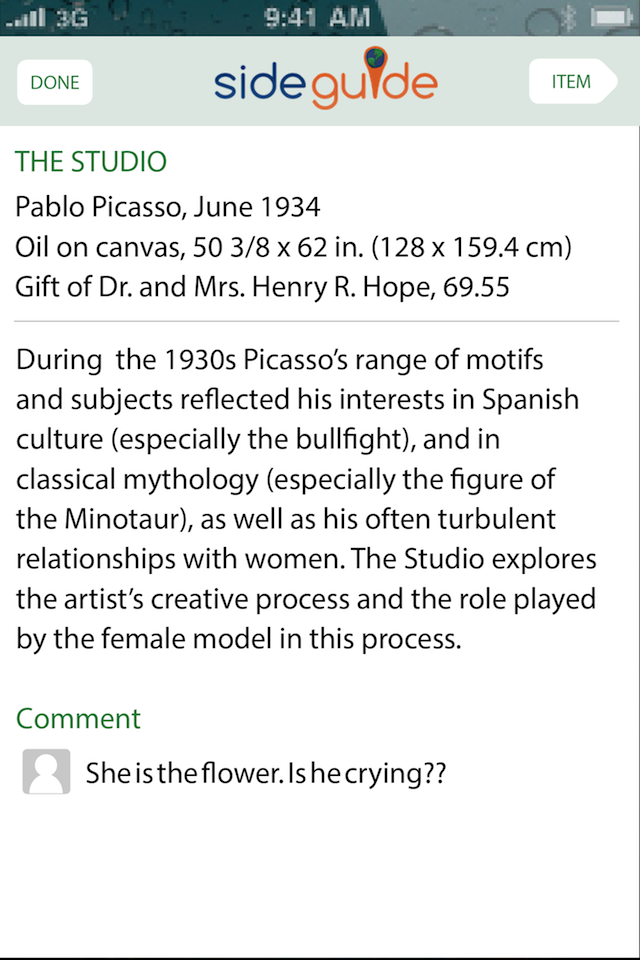 3G 9:41 AM
DONE sideguide ITEM
THE STUDIO
Pablo Picasso, June 1934
Oil on canvas, 50 3/8 x 62 in. (128 x 159.4 cm)
Gift of Dr. and Mrs. Henry R. Hope, 69.55
During the 1930s Picasso’s range of motifs
and subjects reflected his interests in Spanish
culture (especially the bullfight), and in
classical mythology (especially the figure of
the Minotaur), as well as his often turbulent
relationships with women. The Studio explores
the artist’s creative process and the role played
by the female model in this process.
Comment
She is the flower. Is he crying??